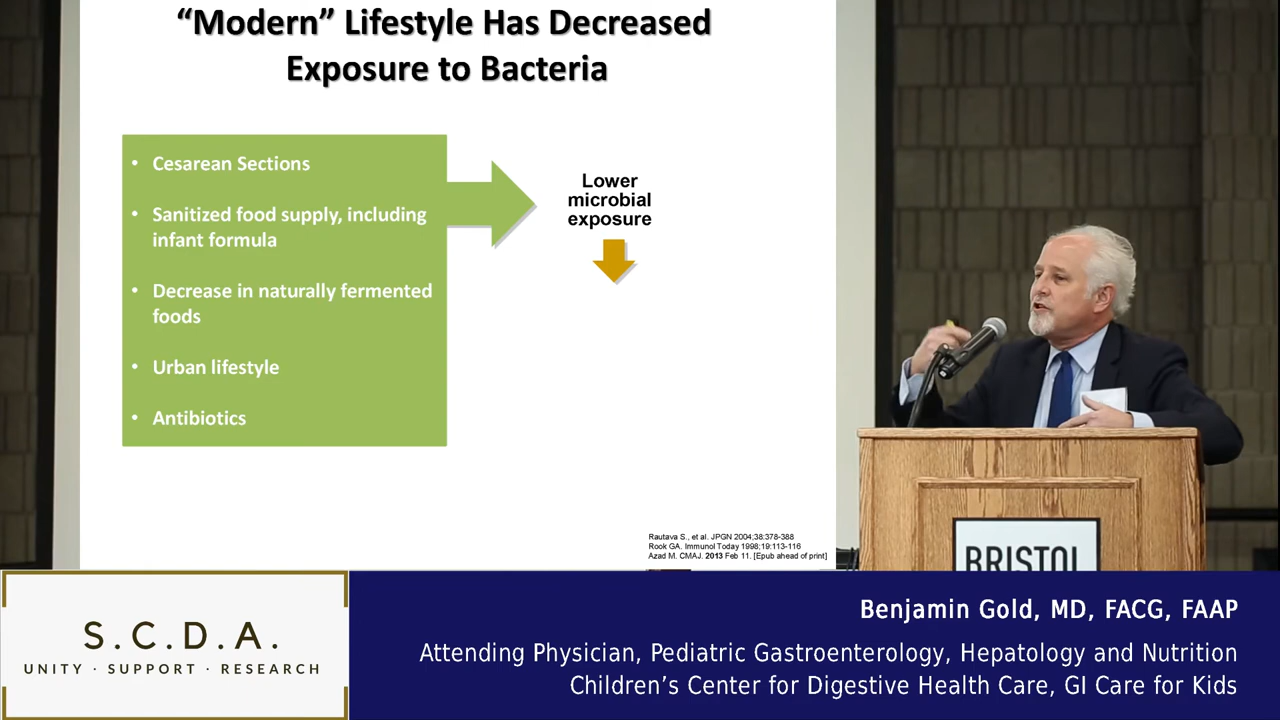 “Modern” Lifestyle Has Decreased
Exposure to Bacteria
• Cesarean Sections
• Sanitized food supply, including
infant formula
• Decrease in naturally fermented
foods
• Urban lifestyle
• Antibiotics
Lower
microbial
exposure
Rautava S., et al. JPGN 2004;38:378-388
Rook GA. Immunol Today 1998;19:113-116
Azad M. CMAJ. 2013 Feb 11. [Epub ahead of print]
BRISTOL
S.C.D.A.
UNITY · SUPPORT · RESEARCH
Benjamin Gold, MD, FACG, FAAP
Attending Physician, Pediatric Gastroenterology, Hepatology and Nutrition
Children’s Center for Digestive Health Care, GI Care for Kids